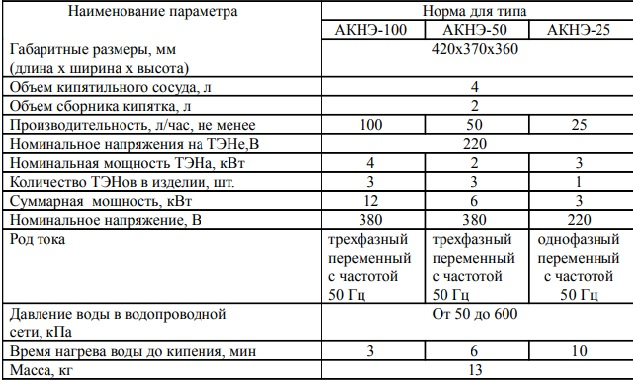 Наименование параметра Норма для типа
АКНЭ-100 АКНЭ-50 АКНЭ-25
Габаритные размеры, мм 420х370х360
(длина х ширина х высота)
Объем кипятильного сосуда, л 4
Объем сборника кипятка, л 2
Производительность, л/час, не менее 100 50 25
Номинальное напряжения на ТЭНе,В 220
Номинальная мощность ТЭНа, кВт 4 2 3
Количество ТЭНов в изделии, шт. 3 3 1
Суммарная мощность, кВт 12 6 3
Номинальное напряжение, В 380 380 220
Род тока трехфазный трехфазный однофазный
переменный переменный переменный
с частотой с частотой с частотой
50 Гц 50 Гц 50 Гц
Давление воды в водопроводной От 50 до 600
сети, кПа
Время нагрева воды до кипения, мин 3 6 10
Масса, кг 13